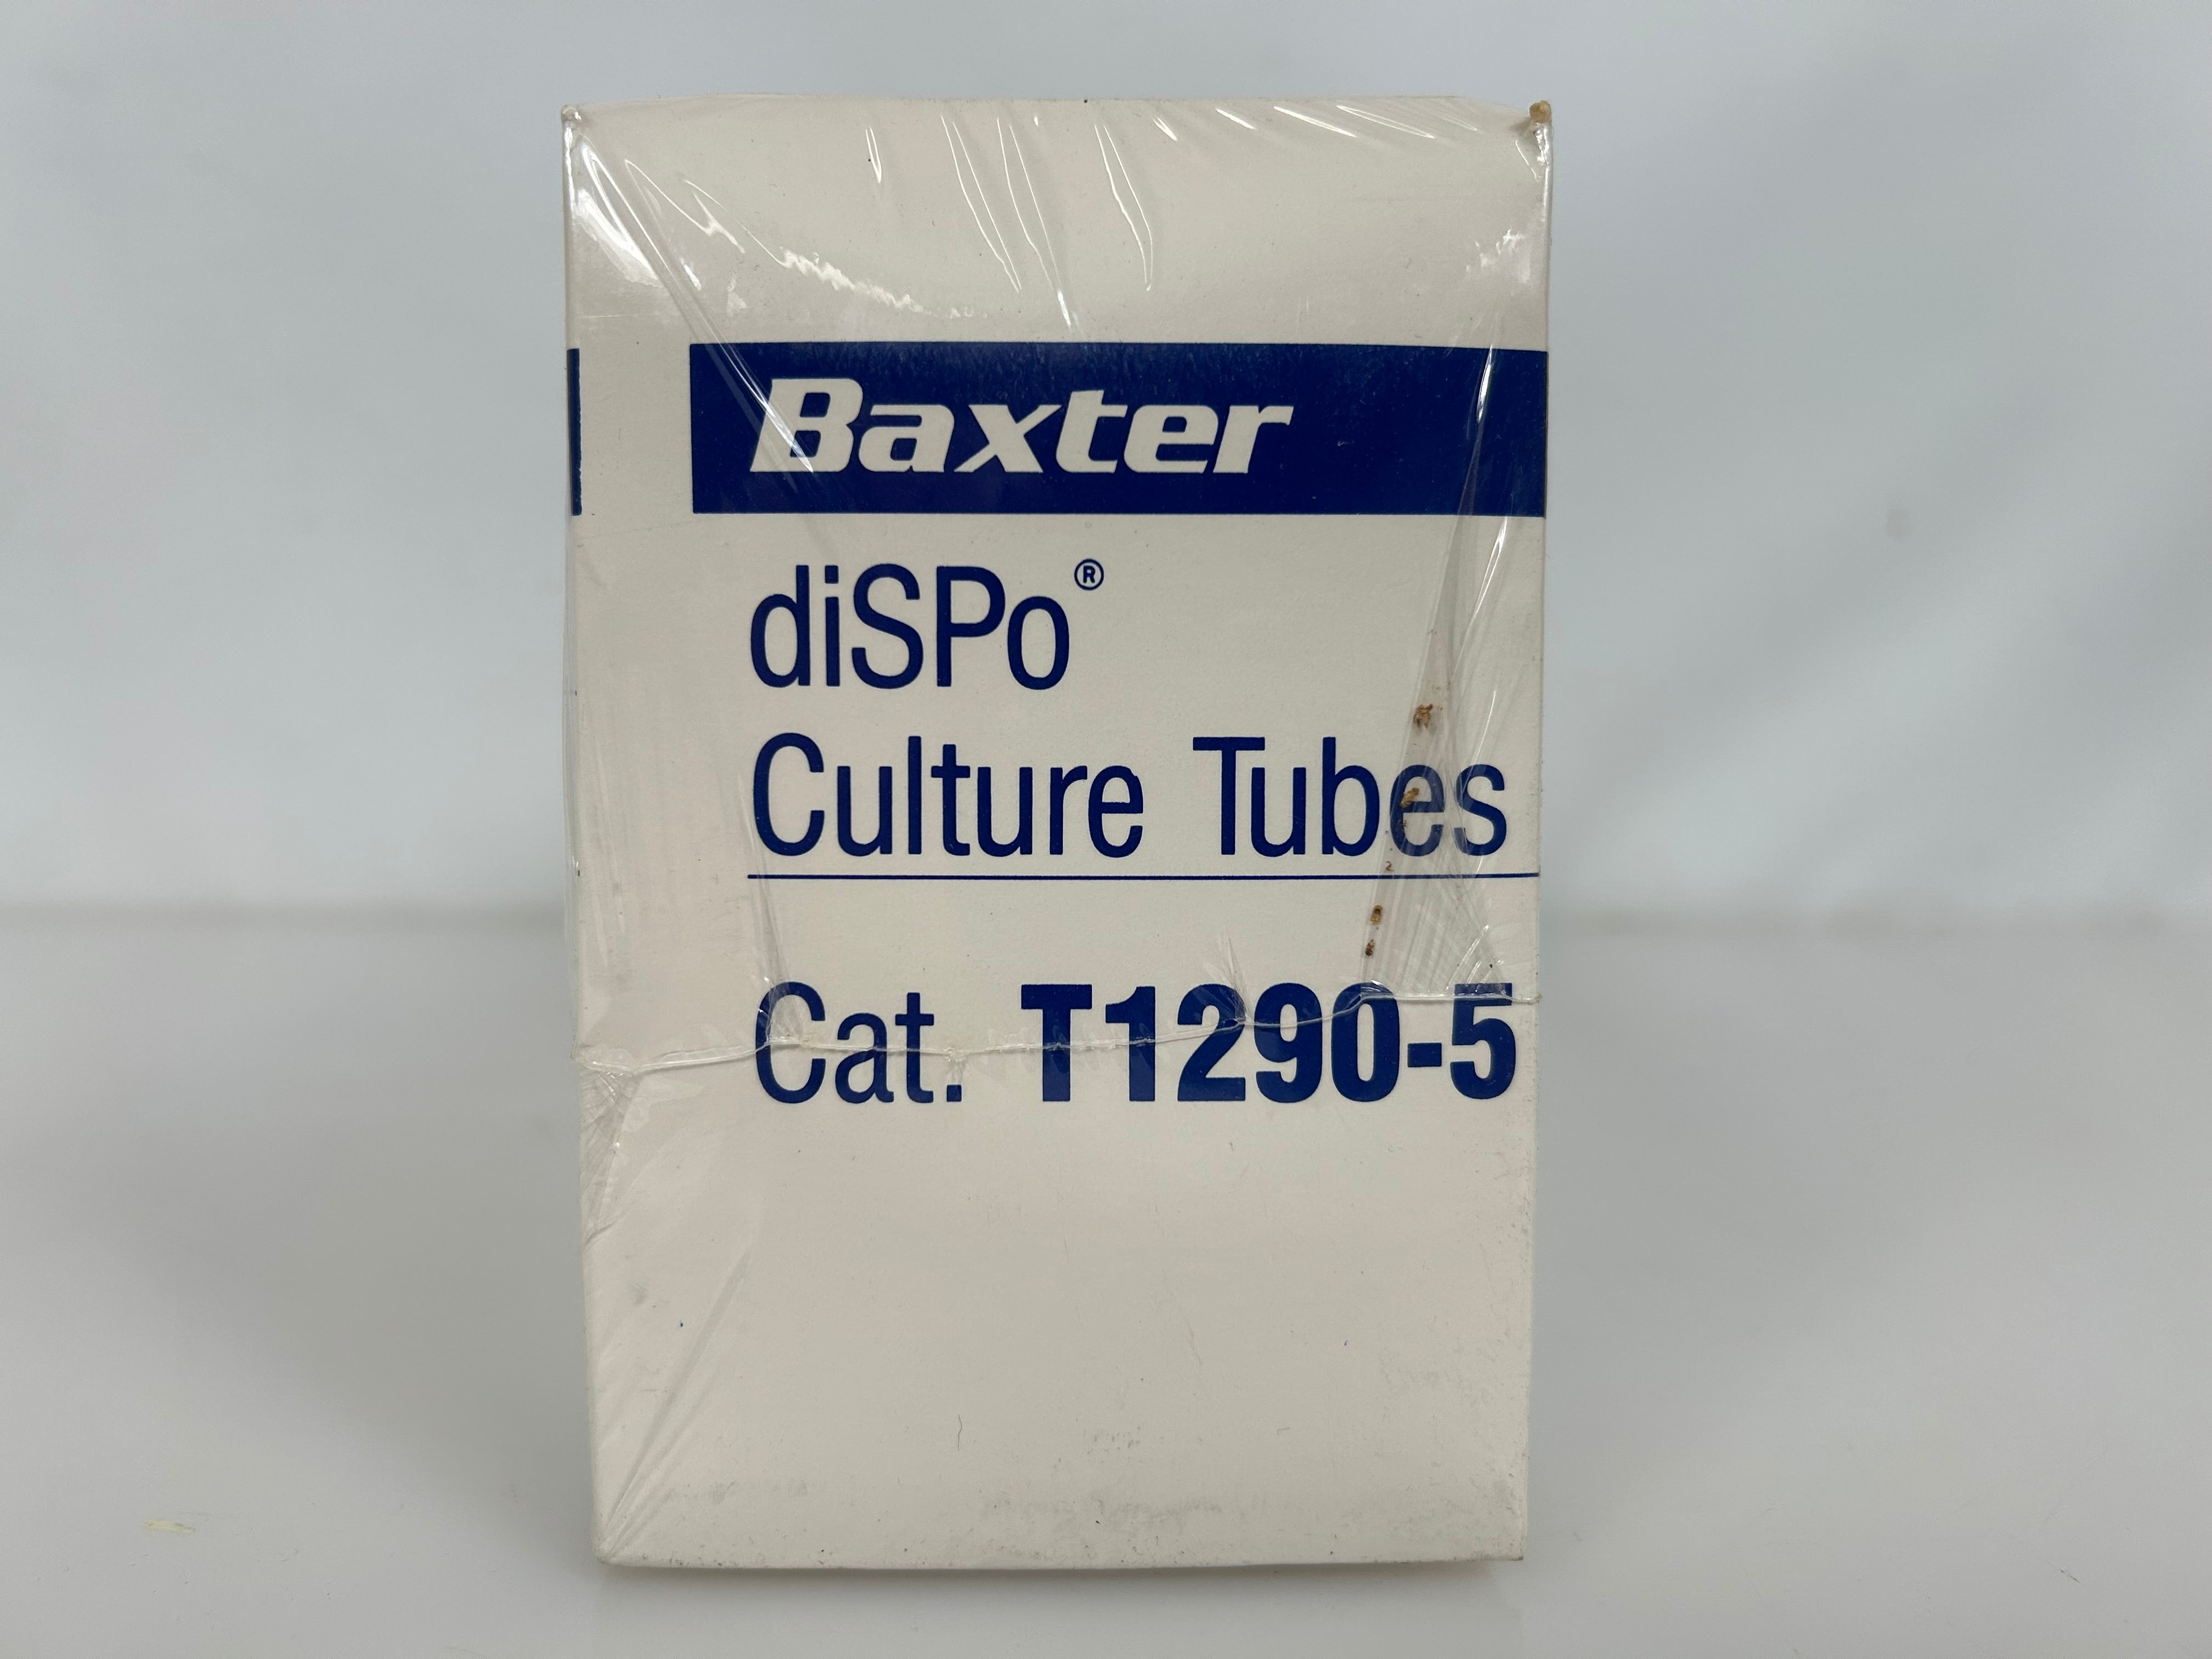 Baxter
diSPo®
Culture Tubes
Cat. T1290-5